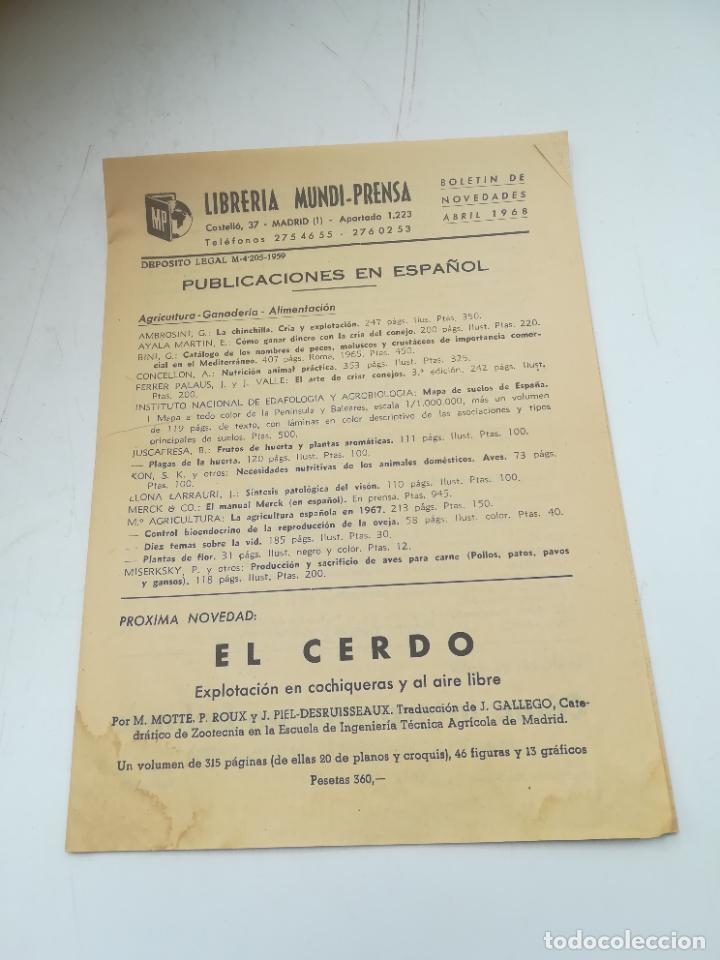 MP
LIBRERIA MUNDI-PRENSA
Castelló, 37 - MADRID (1) - Apartado 1.223
Teléfonos 275 46 55 - 276 02 53
BOLETIN DE
NOVEDADES
ABRIL 1968
DEPOSITO LEGAL M-4205-1959
PUBLICACIONES EN ESPAÑOL
Agricultura - Ganadería - Alimentación
AMBROSINI, G.: La chinchilla. Cría y explotación. 247 págs. Ilus. Ptas. 350.
AYALA MARTIN, E.: Cómo ganar dinero con la cría del conejo. 200 págs. Ilust. Ptas. 220.
BINI, G.: Catálogo de los nombres de peces, moluscos y crustáceos de importancia comer-
cial en el Mediterráneo. 407 págs. Roma, 1965. Ptas. 450.
CONCELLON, A.: Nutrición animal práctica. 353 págs. Ilust. Ptas. 325.
FERRER PALAUS, J. y J. VALLE: El arte de criar conejos. 3.ª edición. 242 págs. Ilust.
Ptas. 200.
INSTITUTO NACIONAL DE EDAFOLOGIA Y AGROBIOLOGIA: Mapa de suelos de España.
1 Mapa a todo color de la Península y Baleares, escala 1/1.000.000, más un volumen
de 119 págs. de texto, con láminas en color descriptivo de las asociaciones y tipos
principales de suelos. Ptas. 500.
JUSCAFRESA, B.: Frutos de huerta y plantas aromáticas. 111 págs. Ilust. Ptas. 100.
— Plagas de la huerta. 120 págs. Ilust. Ptas. 100.
KON, S. K. y otros: Necesidades nutritivas de los animales domésticos. Aves. 73 págs.
Ptas. 100.
LLONA LARRAURI, J.: Síntesis patológica del visón. 110 págs. Ilust. Ptas. 100.
MERCK & CO.: El manual Merck (en español). En prensa. Ptas. 945.
M.º AGRICULTURA: La agricultura española en 1967. 213 págs. Ptas. 150.
— Control bioendocrino de la reproducción de la oveja. 58 págs. Ilust. color. Ptas. 40.
— Diez temas sobre la vid. 185 págs. Ilust. Ptas. 30.
— Plantas de flor. 31 págs. Ilust. negro y color. Ptas. 12.
MISERKSKY, P. y otros: Producción y sacrificio de aves para carne (Pollos, patos, pavos
y gansos). 118 págs. Ilust. Ptas. 200.
PROXIMA NOVEDAD:
EL CERDO
Explotación en cochiqueras y al aire libre
Por M. MOTTE. P. ROUX y J. PIEL-DESRUISSEAUX. Traducción de J. GALLEGO, Cate-
drático de Zootecnia en la Escuela de Ingeniería Técnica Agrícola de Madrid.
Un volumen de 315 páginas (de ellas 20 de planos y croquis), 46 figuras y 13 gráficos
Pesetas 360,—
todocoleccion